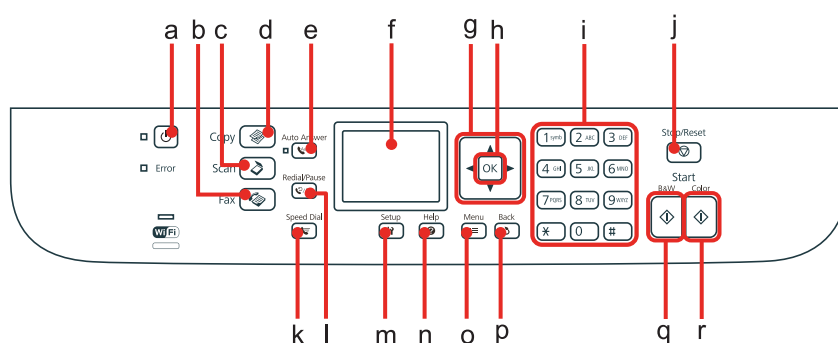 a b c d e f g h i j
Copy
Auto Answer
Stop/Reset
Error
Scan
Redial/Pause
Fax
Speed Dial
Setup
Help
Menu
Back
OK
1 symb 2 ABC 3 DEF
4 GHI 5 JKL 6 MNO
7 PQRS 8 TUV 9 WXYZ
* 0 #
Start
B&W Color
Wi Fi
k l m n o p q r